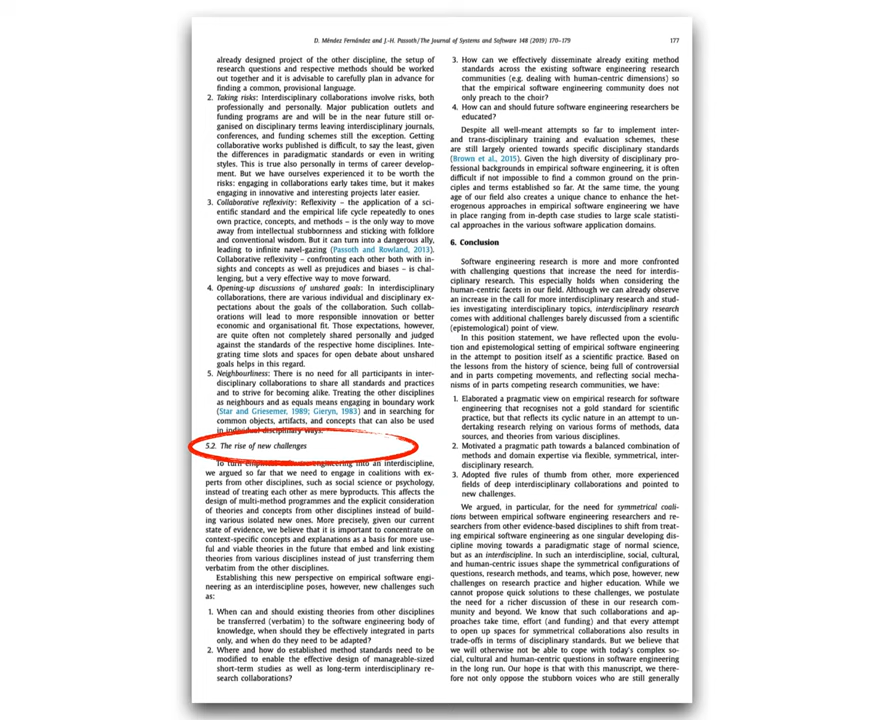 D. Méndez Fernández and J.-H. Passoth / The Journal of Systems and Software 148 (2019) 170–179
177
already designed project of the other discipline, the setup of
research questions and respective methods should be worked
out together and it is advisable to carefully plan in advance for
finding a common, provisional language.
2. Taking risks: Interdisciplinary collaborations involve risks, both
professionally and personally. Major publication outlets and
funding programs are and will be in the near future still or-
ganised on disciplinary terms leaving interdisciplinary journals,
conferences, and funding schemes still the exception. Getting
collaborative works published is difficult, to say the least, given
the differences in paradigmatic standards or even in writing
styles. This is true also personally in terms of career develop-
ment. But we have ourselves experienced it to be worth the
risks: engaging in collaborations early takes time, but it makes
engaging in innovative and interesting projects later easier.
3. Collaborative reflexivity: Reflexivity – the application of a sci-
entific standard and the empirical life cycle repeatedly to ones
own practice, concepts, and methods – is the only way to move
away from intellectual stubbornness and sticking with folklore
and conventional wisdom. But it can turn into a dangerous ally,
leading to infinite navel-gazing (Passoth and Rowland, 2013).
Collaborative reflexivity – confronting each other both with in-
sights and concepts as well as prejudices and biases – is chal-
lenging, but a very effective way to move forward.
4. Opening-up discussions of unshared goals: In interdisciplinary
collaborations, there are various individual and disciplinary ex-
pectations about the goals of the collaboration. Such collab-
orations will lead to more responsible innovation or better
economic and organisational fit. Those expectations, however,
are quite often not completely shared personally and judged
against the standards of the respective home disciplines. Inte-
grating time slots and spaces for open debate about unshared
goals helps in this regard.
5. Neighbourliness: There is no need for all participants in inter-
disciplinary collaborations to share all standards and practices
and to strive for becoming alike. Treating the other disciplines
as neighbours and as equals means engaging in boundary work
(Star and Griesemer, 1989; Gieryn, 1983) and in searching for
common objects, artifacts, and concepts that can also be used
in individual disciplinary ways.
5.2. The rise of new challenges
To turn empirical software engineering into an interdiscipline,
we argued so far that we need to engage in coalitions with ex-
perts from other disciplines, such as social science or psychology,
instead of treating each other as mere byproducts. This affects the
design of multi-method programmes and the explicit consideration
of theories and concepts from other disciplines instead of build-
ing various isolated new ones. More precisely, given our current
state of evidence, we believe that it is important to concentrate on
context-specific concepts and explanations as a basis for more use-
ful and viable theories in the future that embed and link existing
theories from various disciplines instead of just transferring them
verbatim from the other disciplines.
Establishing this new perspective on empirical software engi-
neering as an interdiscipline poses, however, new challenges such
as:
1. When can and should existing theories from other disciplines
be transferred (verbatim) to the software engineering body of
knowledge, when should they be effectively integrated in parts
only, and when do they need to be adapted?
2. Where and how do established method standards need to be
modified to enable the effective design of manageable-sized
short-term studies as well as long-term interdisciplinary re-
search collaborations?
3. How can we effectively disseminate already exiting method
standards across the existing software engineering research
communities (e.g. dealing with human-centric dimensions) so
that the empirical software engineering community does not
only preach to the choir?
4. How can and should future software engineering researchers be
educated?
Despite all well-meant attempts so far to implement inter-
and trans-disciplinary training and evaluation schemes, these
are still largely oriented towards specific disciplinary standards
(Brown et al., 2015). Given the high diversity of disciplinary pro-
fessional backgrounds in empirical software engineering, it is often
difficult if not impossible to find a common ground on the prin-
ciples and terms established so far. At the same time, the young
age of our field also creates a unique chance to enhance the het-
erogenous approaches in empirical software engineering we have
in place ranging from in-depth case studies to large scale statisti-
cal approaches in the various software application domains.
6. Conclusion
Software engineering research is more and more confronted
with challenging questions that increase the need for interdis-
ciplinary research. This especially holds when considering the
human-centric facets in our field. Although we can already observe
an increase in the call for more interdisciplinary research and stud-
ies investigating interdisciplinary topics, interdisciplinary research
comes with additional challenges barely discussed from a scientific
(epistemological) point of view.
In this position statement, we have reflected upon the evolu-
tion and epistemological setting of empirical software engineering
in the attempt to position itself as a scientific practice. Based on
the lessons from the history of science, being full of controversial
and in parts competing movements, and reflecting social mecha-
nisms of in parts competing research communities, we have:
1. Elaborated a pragmatic view on empirical research for software
engineering that recognises not a gold standard for scientific
practice, but that reflects its cyclic nature in an attempt to un-
dertaking research relying on various forms of methods, data
sources, and theories from various disciplines.
2. Motivated a pragmatic path towards a balanced combination of
methods and domain expertise via flexible, symmetrical, inter-
disciplinary research.
3. Adopted five rules of thumb from other, more experienced
fields of deep interdisciplinary collaborations and pointed to
new challenges.
We argued, in particular, for the need for symmetrical coali-
tions between empirical software engineering researchers and re-
searchers from other evidence-based disciplines to shift from treat-
ing empirical software engineering as one singular developing dis-
cipline moving towards a paradigmatic stage of normal science,
but as an interdiscipline. In such an interdiscipline, social, cultural,
and human-centric issues shape the symmetrical configurations of
questions, research methods, and teams, which pose, however, new
challenges on research practice and higher education. While we
cannot propose quick solutions to these challenges, we postulate
the need for a richer discussion of these in our research com-
munity and beyond. We know that such collaborations and ap-
proaches take time, effort (and funding) and that every attempt
to open up spaces for symmetrical collaborations also results in
trade-offs in terms of disciplinary standards. But we believe that
we will otherwise not be able to cope with today's complex so-
cial, cultural and human-centric questions in software engineering
in the long run. Our hope is that with this manuscript, we there-
fore not only oppose the stubborn voices who are still generally